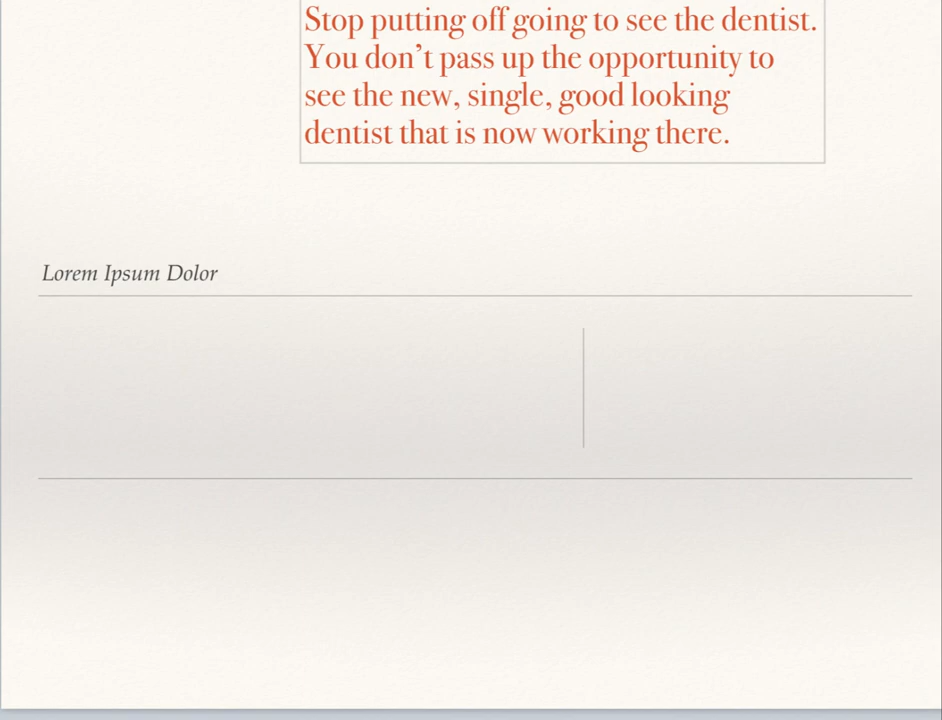 Stop putting off going to see the dentist.
You don’t pass up the opportunity to
see the new, single, good looking
dentist that is now working there.
Lorem Ipsum Dolor